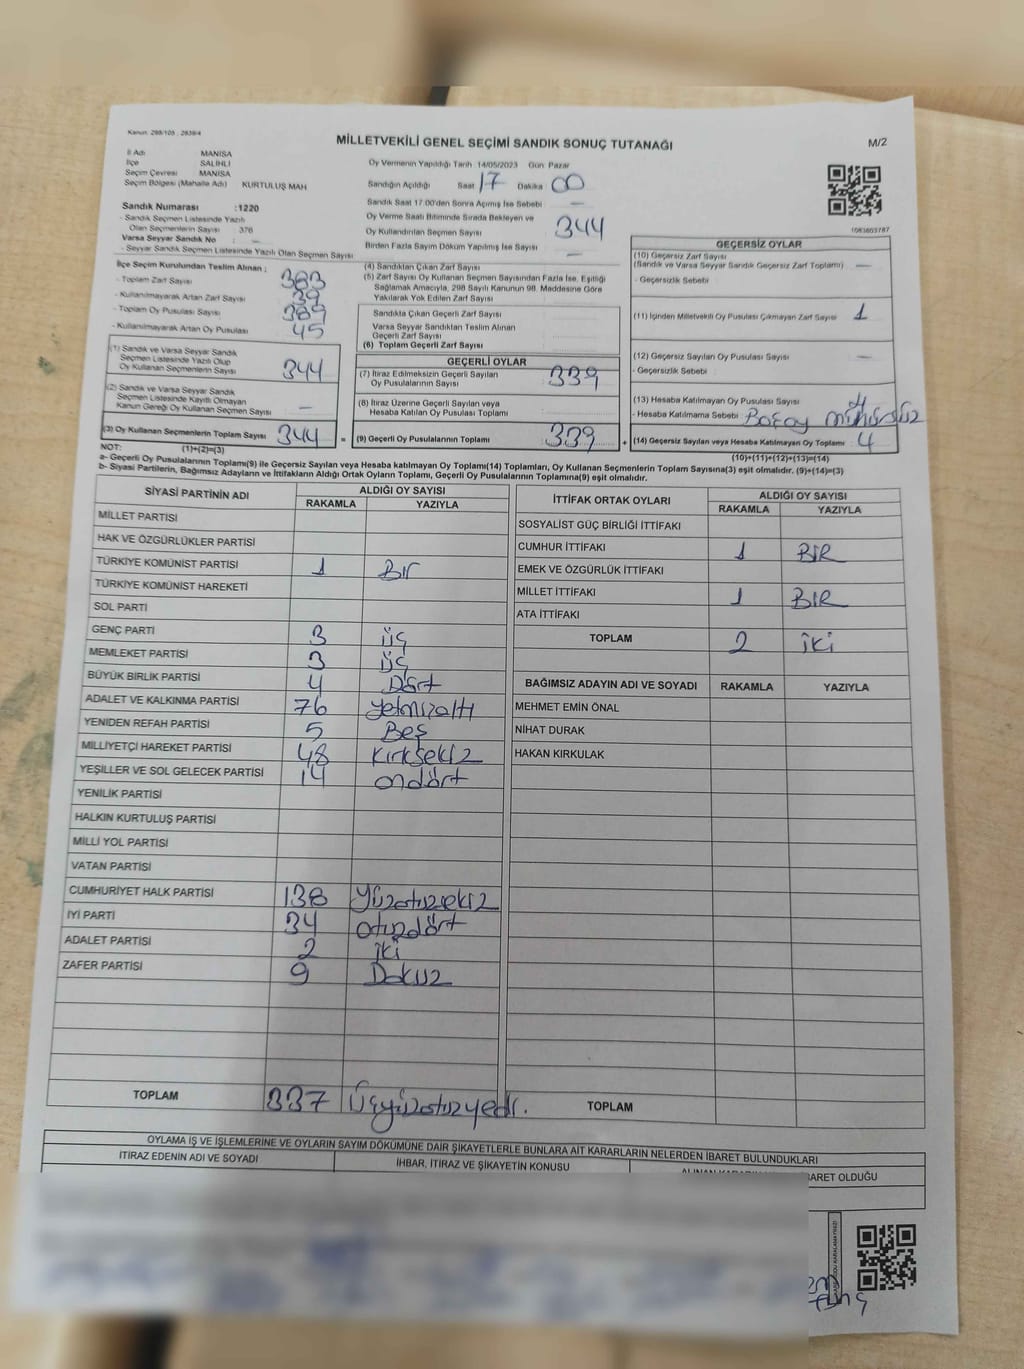 Kanun: 298/105 , 2839/4
MİLLETVEKİLİ GENEL SEÇİMİ SANDIK SONUÇ TUTANAĞI
M/2
İl Adı MANİSA
İlçe SALİHLİ
Seçim Çevresi MANİSA
Seçim Bölgesi (Mahalle Adı) KURTULUŞ MAH
Sandık Numarası :1220
- Sandık Seçmen Listesinde Yazılı
Olan Seçmenlerin Sayısı : 376
Varsa Seyyar Sandık No : -
- Seyyar Sandık Seçmen Listesinde Yazılı Olan Seçmen Sayısı
Oy Vermenin Yapıldığı Tarih 14/05/2023 Gün Pazar
Sandığın Açıldığı Saat 17 Dakika 00
Sandık Saat 17.00'den Sonra Açımış İse Sebebi —
Oy Verme Saati Bitiminde Sırada Bekleyen ve
Oy Kullandırılan Seçmen Sayısı 344
Birden Fazla Sayım Döküm Yapılmış İse Sayısı —
1083603787
İlçe Seçim Kurulundan Teslim Alınan ;
- Toplam Zarf Sayısı 383
- Kullanılmayarak Artan Zarf Sayısı 39
- Toplam Oy Pusulası Sayısı 389
- Kullanılmayarak Artan Oy Pusulası 45
(1) Sandık ve Varsa Seyyar Sandık
Seçmen Listesinde Yazılı Olup
Oy Kullanan Seçmenlerin Sayısı 344
(2) Sandık ve Varsa Seyyar Sandık
Seçmen Listesinde Kayıtlı Olmayan
Kanun Gereği Oy Kullanan Seçmen Sayısı —
(3) Oy Kullanan Seçmenlerin Toplam Sayısı 344 =
(4) Sandıktan Çıkan Zarf Sayısı
(5) Zarf Sayısı Oy Kullanan Seçmen Sayısından Fazla İse, Eşitliği
Sağlamak Amacıyla, 298 Sayılı Kanunun 98. Maddesine Göre
Yakılarak Yok Edilen Zarf Sayısı
Sandıkla Çıkan Geçerli Zarf Sayısı
Varsa Seyyar Sandıktan Teslim Alınan
Geçerli Zarf Sayısı
(6) Toplam Geçerli Zarf Sayısı
GEÇERLİ OYLAR
(7) İtiraz Edilmeksizin Geçerli Sayılan
Oy Pusulalarının Sayısı 339
(8) İtiraz Üzerine Geçerli Sayılan veya
Hesaba Katılan Oy Pusulası Toplamı
(9) Geçerli Oy Pusulalarının Toplamı 339 +
GEÇERSİZ OYLAR
(10) Geçersiz Zarf Sayısı
(Sandık ve Varsa Seyyar Sandık Geçersiz Zarf Toplamı) —
- Geçersizlik Sebebi
(11) İçinden Milletvekili Oy Pusulası Çıkmayan Zarf Sayısı 1
(12) Geçersiz Sayılan Oy Pusulası Sayısı —
- Geçersizlik Sebebi
(13) Hesaba Katılmayan Oy Pusulası Sayısı 4
- Hesaba Katılmama Sebebi mühürsüz
(14) Geçersiz Sayılan veya Hesaba Katılmayan Oy Toplamı 4
NOT: (1)+(2)=(3)
(10)+(11)+(12)+(13)=(14)
a- Geçerli Oy Pusulalarının Toplamı(9) ile Geçersiz Sayılan veya Hesaba katılmayan Oy Toplamı(14) Toplamları, Oy Kullanan Seçmenlerin Toplam Sayısına(3) eşit olmalıdır. (9)+(14)=(3)
b- Siyasi Partilerin, Bağımsız Adayların ve İttifakların Aldığı Ortak Oyların Toplamı, Geçerli Oy Pusulalarının Toplamına(9) eşit olmalıdır.
SİYASİ PARTİNİN ADI ALDIĞI OY SAYISI
RAKAMLA YAZIYLA
MİLLET PARTİSİ
HAK VE ÖZGÜRLÜKLER PARTİSİ
TÜRKİYE KOMÜNİST PARTİSİ 1 Bir
TÜRKİYE KOMÜNİST HAREKETİ
SOL PARTİ
GENÇ PARTİ 3 üç
MEMLEKET PARTİSİ 3 üç
BÜYÜK BİRLİK PARTİSİ 4 Dört
ADALET VE KALKINMA PARTİSİ 76 yetmişaltı
YENİDEN REFAH PARTİSİ 5 Beş
MİLLİYETÇİ HAREKET PARTİSİ 48 Kırksekiz
YEŞİLLER VE SOL GELECEK PARTİSİ 14 ondört
YENİLİK PARTİSİ
HALKIN KURTULUŞ PARTİSİ
MİLLİ YOL PARTİSİ
VATAN PARTİSİ
CUMHURİYET HALK PARTİSİ 138 Yüzotuzsekiz
İYİ PARTİ 34 otuzdört
ADALET PARTİSİ 2 iki
ZAFER PARTİSİ 9 Dokuz
TOPLAM 337 Üçyüzotuzyedi.
İTTİFAK ORTAK OYLARI ALDIĞI OY SAYISI
RAKAMLA YAZIYLA
SOSYALİST GÜÇ BİRLİĞİ İTTİFAKI
CUMHUR İTTİFAKI 1 BİR
EMEK VE ÖZGÜRLÜK İTTİFAKI
MİLLET İTTİFAKI 1 BİR
ATA İTTİFAKI
TOPLAM 2 iki
BAĞIMSIZ ADAYIN ADI VE SOYADI RAKAMLA YAZIYLA
MEHMET EMİN ÖNAL
NİHAT DURAK
HAKAN KIRKULAK
TOPLAM
OYLAMA İŞ VE İŞLEMLERİNE VE OYLARIN SAYIM DÖKÜMÜNE DAİR ŞİKAYETLERLE BUNLARA AİT KARARLARIN NELERDEN İBARET BULUNDUKLARI
İTİRAZ EDENİN ADI VE SOYADI İHBAR, İTİRAZ VE ŞİKAYETİN KONUSU OLDUĞU